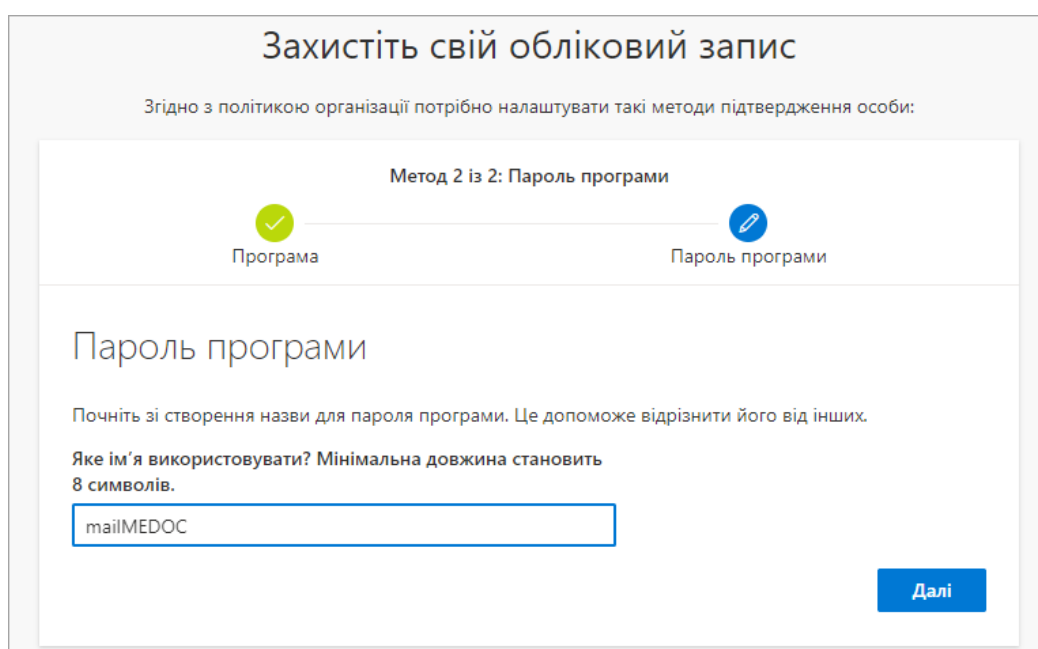 Захистіть свій обліковий запис
Згідно з політикою організації потрібно налаштувати такі методи підтвердження особи:
Метод 2 із 2: Пароль програми
Програма
Пароль програми
Пароль програми
Почніть зі створення назви для пароля програми. Це допоможе відрізнити його від інших.
Яке ім’я використовувати? Мінімальна довжина становить
8 символів.
mailMEDOC
Далі